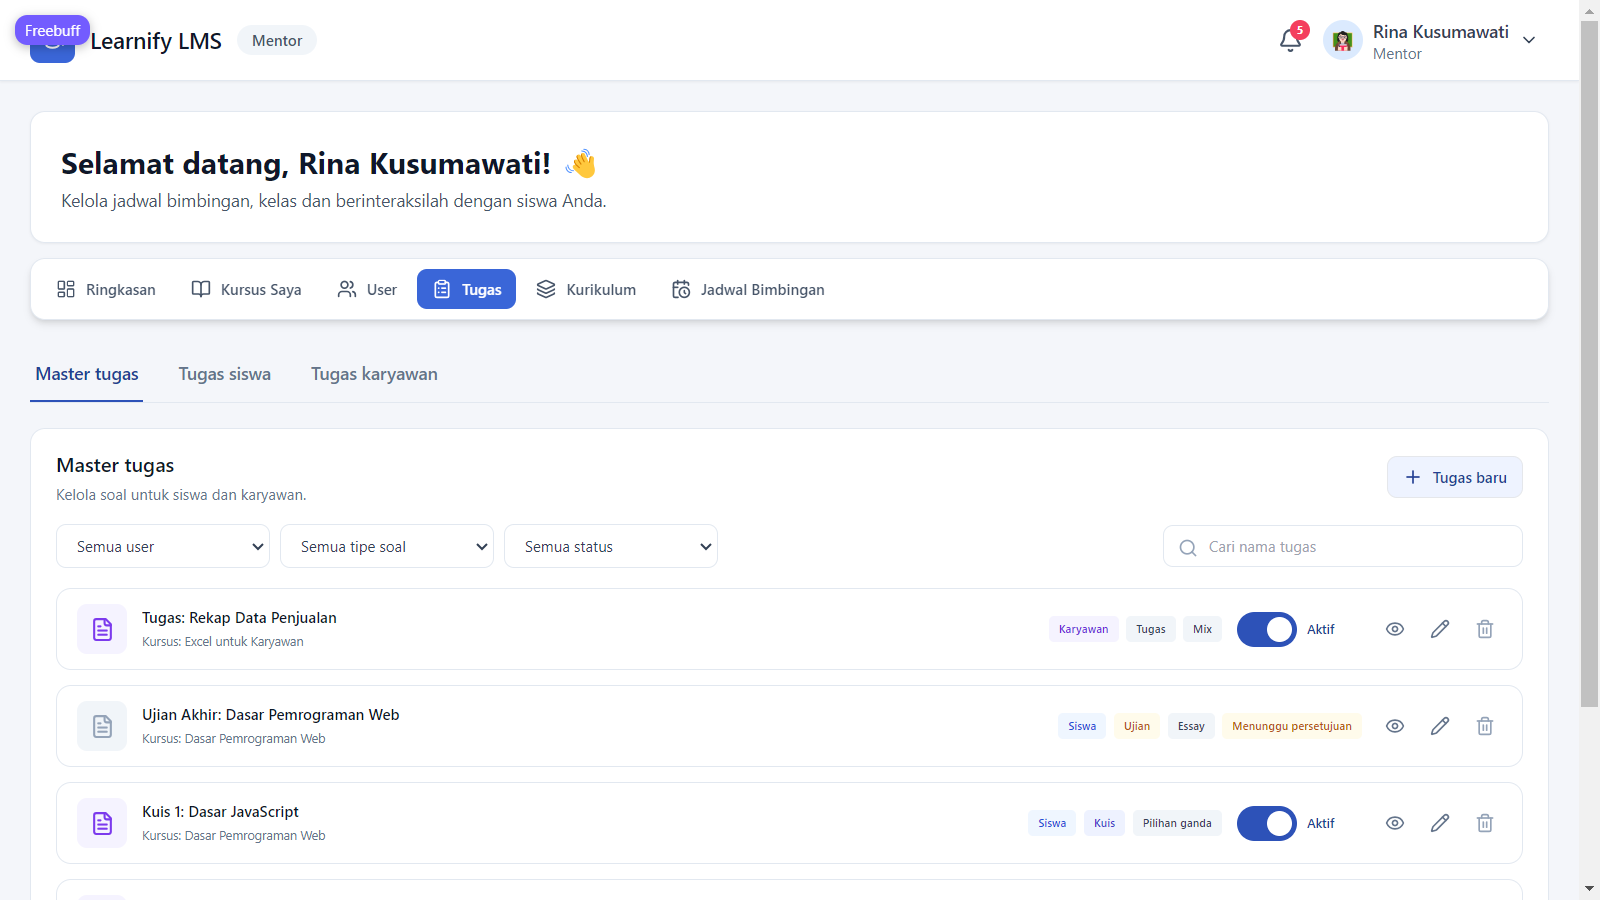 Freebuff
Learnify LMS
Mentor
5
Rina Kusumawati
Mentor
Selamat datang, Rina Kusumawati! 👋
Kelola jadwal bimbingan, kelas dan berinteraksilah dengan siswa Anda.
Ringkasan
Kursus Saya
User
Tugas
Kurikulum
Jadwal Bimbingan
Master tugas
Tugas siswa
Tugas karyawan
Master tugas
Kelola soal untuk siswa dan karyawan.
+ Tugas baru
Semua user
Semua tipe soal
Semua status
Cari nama tugas
Tugas: Rekap Data Penjualan
Kursus: Excel untuk Karyawan
Karyawan
Tugas
Mix
Aktif
Ujian Akhir: Dasar Pemrograman Web
Kursus: Dasar Pemrograman Web
Siswa
Ujian
Essay
Menunggu persetujuan
Kuis 1: Dasar JavaScript
Kursus: Dasar Pemrograman Web
Siswa
Kuis
Pilihan ganda
Aktif